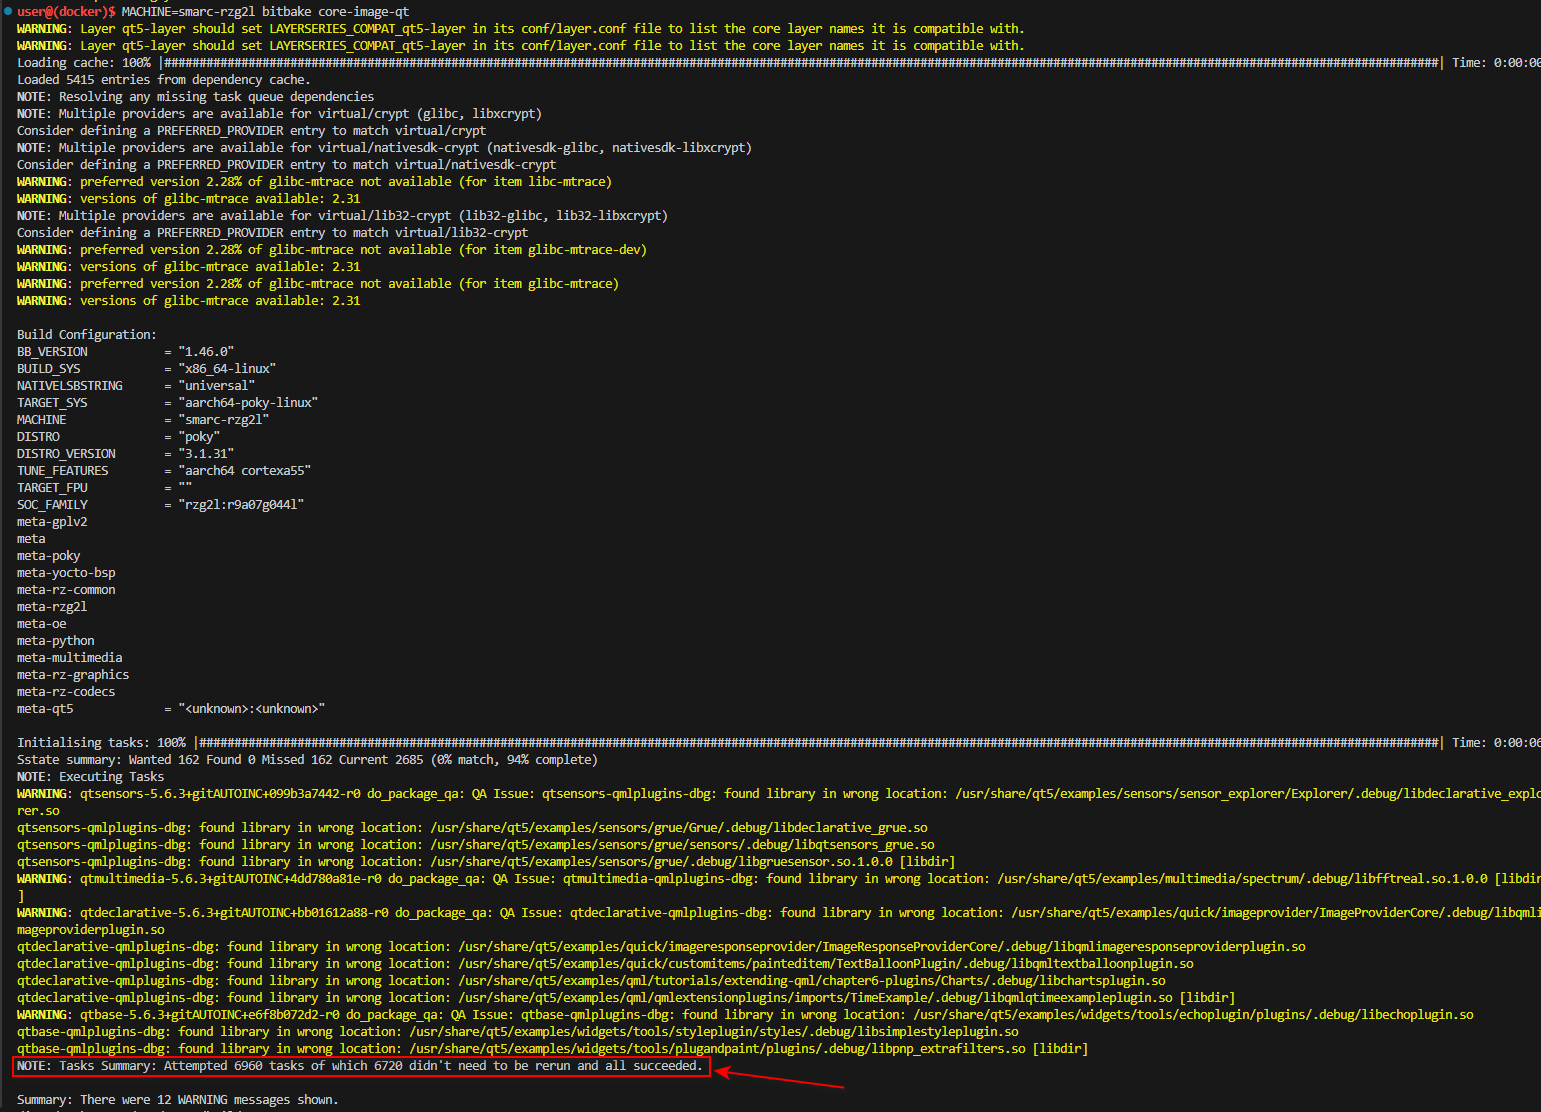 user@(docker)$ MACHINE=smarc-rzg2l bitbake core-image-qt
WARNING: Layer qt5-layer should set LAYERSERIES_COMPAT_qt5-layer in its conf/layer.conf file to list the core layer names it is compatible with.
WARNING: Layer qt5-layer should set LAYERSERIES_COMPAT_qt5-layer in its conf/layer.conf file to list the core layer names it is compatible with.
Loading cache: 100% |######################################################################################################################################################################################| Time: 0:00:00
Loaded 5415 entries from dependency cache.
NOTE: Resolving any missing task queue dependencies
NOTE: Multiple providers are available for virtual/crypt (glibc, libxcrypt)
Consider defining a PREFERRED_PROVIDER entry to match virtual/crypt
NOTE: Multiple providers are available for virtual/nativesdk-crypt (nativesdk-glibc, nativesdk-libxcrypt)
Consider defining a PREFERRED_PROVIDER entry to match virtual/nativesdk-crypt
WARNING: preferred version 2.28% of glibc-mtrace not available (for item libc-mtrace)
WARNING: versions of glibc-mtrace available: 2.31
NOTE: Multiple providers are available for virtual/lib32-crypt (lib32-glibc, lib32-libxcrypt)
Consider defining a PREFERRED_PROVIDER entry to match virtual/lib32-crypt
WARNING: preferred version 2.28% of glibc-mtrace not available (for item glibc-mtrace-dev)
WARNING: versions of glibc-mtrace available: 2.31
WARNING: preferred version 2.28% of glibc-mtrace not available (for item glibc-mtrace)
WARNING: versions of glibc-mtrace available: 2.31
Build Configuration:
BB_VERSION = "1.46.0"
BUILD_SYS = "x86_64-linux"
NATIVELSBSTRING = "universal"
TARGET_SYS = "aarch64-poky-linux"
MACHINE = "smarc-rzg2l"
DISTRO = "poky"
DISTRO_VERSION = "3.1.31"
TUNE_FEATURES = "aarch64 cortexa55"
TARGET_FPU = ""
SOC_FAMILY = "rzg2l:r9a07g044l"
meta-gplv2
meta
meta-poky
meta-yocto-bsp
meta-rz-common
meta-rzg2l
meta-oe
meta-python
meta-multimedia
meta-rz-graphics
meta-rz-codecs
meta-qt5 = "<unknown>:<unknown>"
Initialising tasks: 100% |#################################################################################################################################################################################| Time: 0:00:06
Sstate summary: Wanted 162 Found 0 Missed 162 Current 2685 (0% match, 94% complete)
NOTE: Executing Tasks
WARNING: qtsensors-5.6.3+gitAUTOINC+099b3a7442-r0 do_package_qa: QA Issue: qtsensors-qmlplugins-dbg: found library in wrong location: /usr/share/qt5/examples/sensors/sensor_explorer/Explorer/.debug/libdeclarative_explo
rer.so
qtsensors-qmlplugins-dbg: found library in wrong location: /usr/share/qt5/examples/sensors/grue/Grue/.debug/libdeclarative_grue.so
qtsensors-qmlplugins-dbg: found library in wrong location: /usr/share/qt5/examples/sensors/grue/sensors/.debug/libqtsensors_grue.so
qtsensors-qmlplugins-dbg: found library in wrong location: /usr/share/qt5/examples/sensors/grue/.debug/libgruesensor.so.1.0.0 [libdir]
WARNING: qtmultimedia-5.6.3+gitAUTOINC+4dd780a81e-r0 do_package_qa: QA Issue: qtmultimedia-qmlplugins-dbg: found library in wrong location: /usr/share/qt5/examples/multimedia/spectrum/.debug/libfftreal.so.1.0.0 [libdir
]
WARNING: qtdeclarative-5.6.3+gitAUTOINC+bb01612a88-r0 do_package_qa: QA Issue: qtdeclarative-qmlplugins-dbg: found library in wrong location: /usr/share/qt5/examples/quick/imageprovider/ImageProviderCore/.debug/libqmli
mageproviderplugin.so
qtdeclarative-qmlplugins-dbg: found library in wrong location: /usr/share/qt5/examples/quick/imageresponseprovider/ImageResponseProviderCore/.debug/libqmlimageresponseproviderplugin.so
qtdeclarative-qmlplugins-dbg: found library in wrong location: /usr/share/qt5/examples/quick/customitems/painteditem/TextBalloonPlugin/.debug/libqmltextballoonplugin.so
qtdeclarative-qmlplugins-dbg: found library in wrong location: /usr/share/qt5/examples/qml/tutorials/extending-qml/chapter6-plugins/Charts/.debug/libchartsplugin.so
qtdeclarative-qmlplugins-dbg: found library in wrong location: /usr/share/qt5/examples/qml/qmlextensionplugins/imports/TimeExample/.debug/libqmlqtimeexampleplugin.so [libdir]
WARNING: qtbase-5.6.3+gitAUTOINC+e6f8b072d2-r0 do_package_qa: QA Issue: qtbase-qmlplugins-dbg: found library in wrong location: /usr/share/qt5/examples/widgets/tools/echoplugin/plugins/.debug/libechoplugin.so
qtbase-qmlplugins-dbg: found library in wrong location: /usr/share/qt5/examples/widgets/tools/styleplugin/styles/.debug/libsimplestyleplugin.so
qtbase-qmlplugins-dbg: found library in wrong location: /usr/share/qt5/examples/widgets/tools/plugandpaint/plugins/.debug/libpnp_extrafilters.so [libdir]
NOTE: Tasks Summary: Attempted 6960 tasks of which 6720 didn't need to be rerun and all succeeded.
Summary: There were 12 WARNING messages shown.